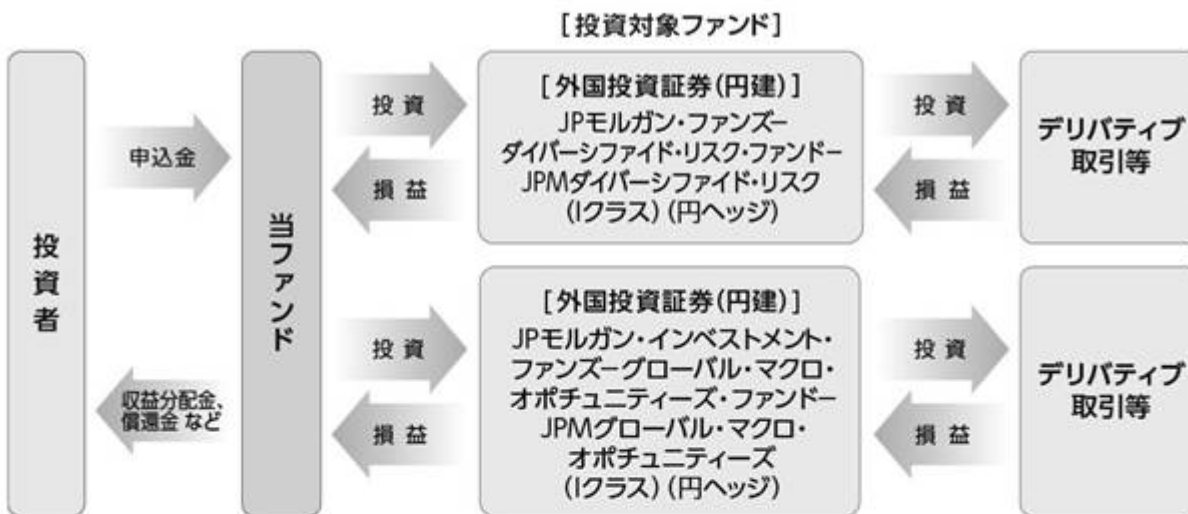 [投資対象ファンド]
投資者
申込金
収益分配金、
償還金 など
当ファンド
投 資
損 益
[外国投資証券(円建)]
JPモルガン・ファンズー
ダイバーシファイド・リスク・ファンドー
JPMダイバーシファイド・リスク
(Iクラス) (円ヘッジ)
投 資
損 益
デリバティブ
取引等
投 資
損 益
[外国投資証券(円建)]
JPモルガン・インベストメント・
ファンズーグローバル・マクロ・
オポチュニティーズ・ファンドー
JPMグローバル・マクロ・
オポチュニティーズ
(Iクラス) (円ヘッジ)
投 資
損 益
デリバティブ
取引等